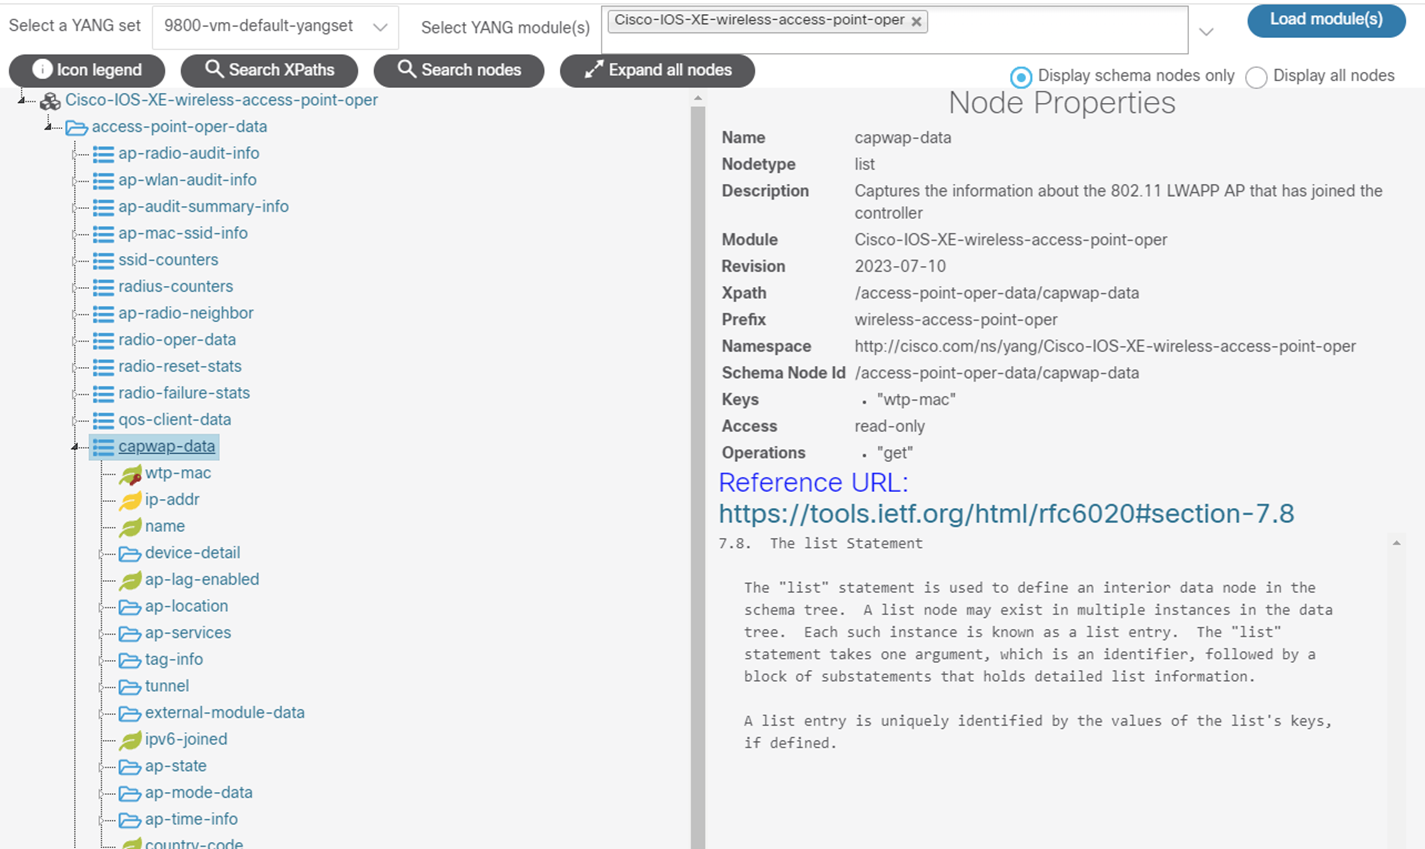 Select a YANG set 9800-vm-default-yangset Select YANG module(s) Cisco-IOS-XE-wireless-access-point-oper × Load module(s)
Icon legend Search XPaths Search nodes Expand all nodes Display schema nodes only Display all nodes
Cisco-IOS-XE-wireless-access-point-oper
access-point-oper-data
ap-radio-audit-info
ap-wlan-audit-info
ap-audit-summary-info
ap-mac-ssid-info
ssid-counters
radius-counters
ap-radio-neighbor
radio-oper-data
radio-reset-stats
radio-failure-stats
qos-client-data
capwap-data
wtp-mac
ip-addr
name
device-detail
ap-lag-enabled
ap-location
ap-services
tag-info
tunnel
external-module-data
ipv6-joined
ap-state
ap-mode-data
ap-time-info
country-code
Node Properties
Name capwap-data
Nodetype list
Description Captures the information about the 802.11 LWAPP AP that has joined the
controller
Module Cisco-IOS-XE-wireless-access-point-oper
Revision 2023-07-10
Xpath /access-point-oper-data/capwap-data
Prefix wireless-access-point-oper
Namespace http://cisco.com/ns/yang/Cisco-IOS-XE-wireless-access-point-oper
Schema Node Id /access-point-oper-data/capwap-data
Keys • "wtp-mac"
Access read-only
Operations • "get"
Reference URL:
https://tools.ietf.org/html/rfc6020#section-7.8
7.8. The list Statement
The "list" statement is used to define an interior data node in the
schema tree. A list node may exist in multiple instances in the data
tree. Each such instance is known as a list entry. The "list"
statement takes one argument, which is an identifier, followed by a
block of substatements that holds detailed list information.
A list entry is uniquely identified by the values of the list's keys,
if defined.